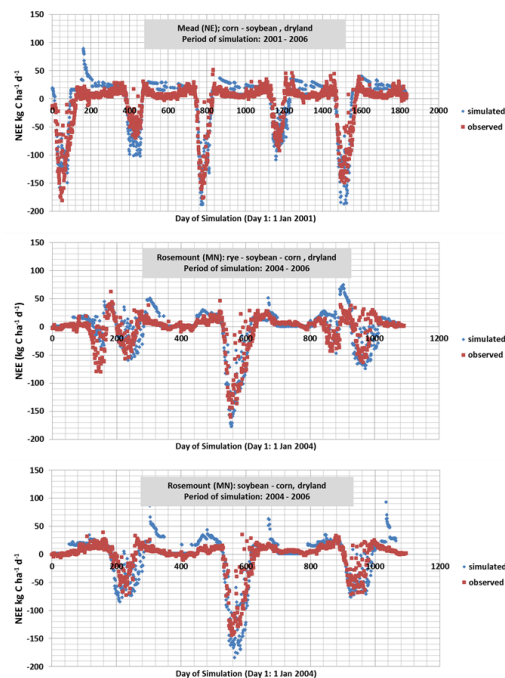 Mead (NE); corn - soybean , dryland
Period of simulation: 2001 - 2006
150
100
50
0
-50
-100
-150
-200
0 200 400 600 800 1000 1200 1400 1600 1800 2000
NEE kg C ha-1 d-1
simulated
observed
Day of Simulation (Day 1: 1 Jan 2001)
Rosemount (MN): rye - soybean - corn , dryland
Period of simulation: 2004 - 2006
150
100
50
0
-50
-100
-150
-200
0 200 400 600 800 1000 1200
NEE kg C ha-1 d-1
simulated
observed
Day of Simulation (Day 1: 1 Jan 2004)
Rosemount (MN): soybean - corn, dryland
Period of simulation: 2004 - 2006
150
100
50
0
-50
-100
-150
-200
0 200 400 600 800 1000 1200
NEE kg C ha-1 d-1
simulated
observed
Day of Simulation (Day 1: 1 Jan 2004)